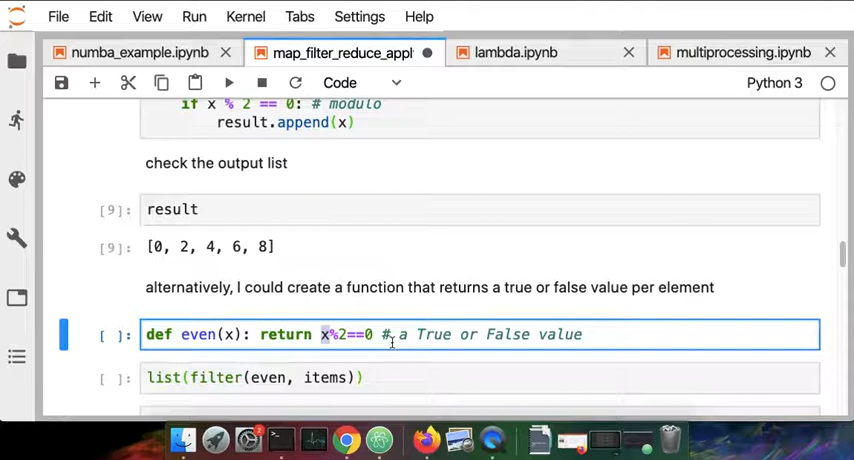 File Edit View Run Kernel Tabs Settings Help
numba_example.ipynb map_filter_reduce_appl lambda.ipynb multiprocessing.ipynb
Code Python 3
if x % 2 == 0: # modulo
result.append(x)
check the output list
[9]: result
[9]: [0, 2, 4, 6, 8]
alternatively, I could create a function that returns a true or false value per element
[ ]: def even(x): return x%2==0 # a True or False value
[ ]: list(filter(even, items))
2